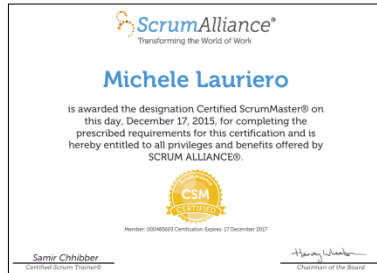 ScrumAlliance®
Transforming the World of Work
Michele Lauriero
is awarded the designation Certified ScrumMaster® on
this day, December 17, 2015, for completing the
prescribed requirements for this certification and is
hereby entitled to all privileges and benefits offered by
SCRUM ALLIANCE®.
CSM
CERTIFIED
Member: 000485603 Certification Expires: 17 December 2017
Samir Chhibber
Certified Scrum Trainer®
Chairman of the Board